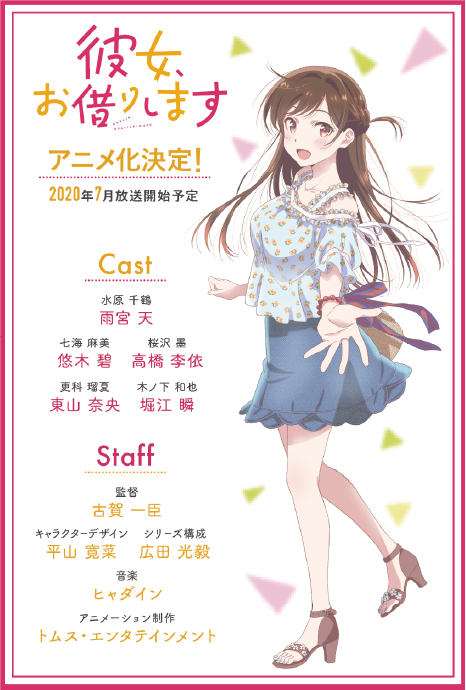 彼女、
お借りします
アニメ化決定！
2020年7月放送開始予定
Cast
水原 千鶴
雨宮 天
七海 麻美 桜沢 墨
悠木 碧 高橋 李依
更科 瑠夏 木ノ下 和也
東山 奈央 堀江 瞬
Staff
監督
古賀 一臣
キャラクターデザイン シリーズ構成
平山 寛菜 広田 光毅
音楽
ヒャダイン
アニメーション制作
トムス・エンタテインメント